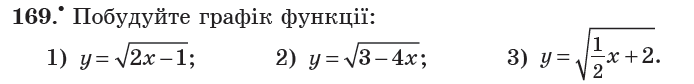 169.• Побудуйте графік функції:
1) y = √(2x – 1); 2) y = √(3 – 4x); 3) y = √(1/2 x + 2).